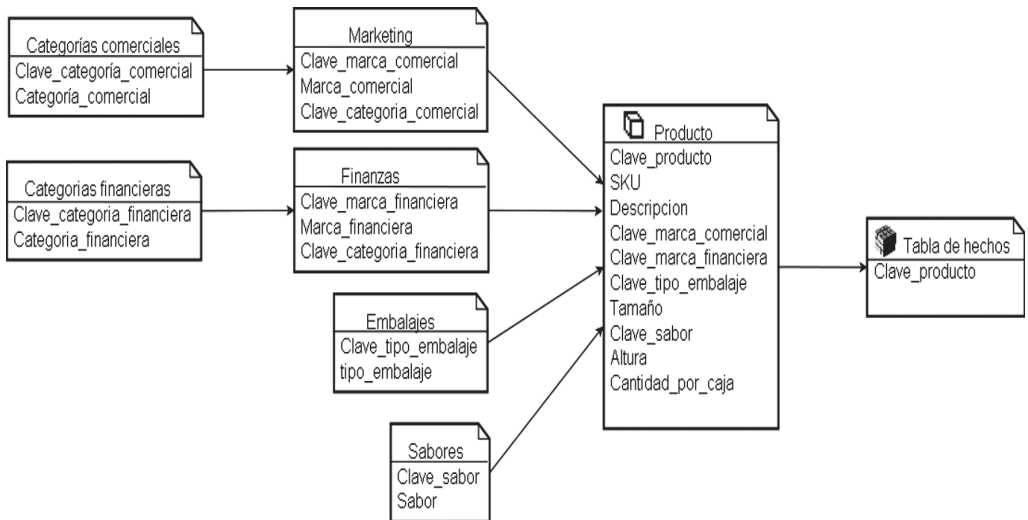 Categorías comerciales
Clave_categoría_comercial
Categoría_comercial
Marketing
Clave_marca_comercial
Marca_comercial
Clave_categoria_comercial
Categorias financieras
Clave_categoria_financiera
Categoria_financiera
Finanzas
Clave_marca_financiera
Marca_financiera
Clave_categoria_financiera
Embalajes
Clave_tipo_embalaje
tipo_embalaje
Sabores
Clave_sabor
Sabor
Producto
Clave_producto
SKU
Descripcion
Clave_marca_comercial
Clave_marca_financiera
Clave_tipo_embalaje
Tamaño
Clave_sabor
Altura
Cantidad_por_caja
Tabla de hechos
Clave_producto